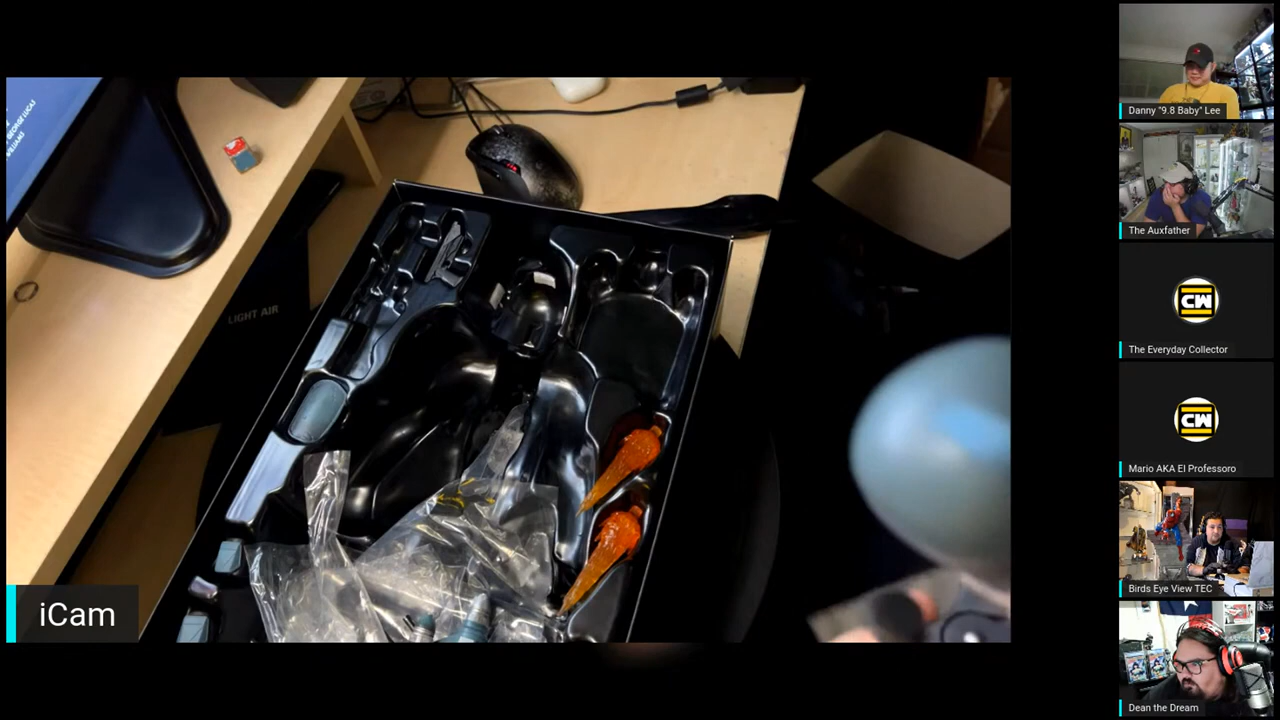 LIGHT AIR
iCam
Danny "9.8 Baby" Lee
The Auxfather
CW
The Everyday Collector
CW
Mario AKA El Professoro
Birds Eye View TEC
Dean the Dream